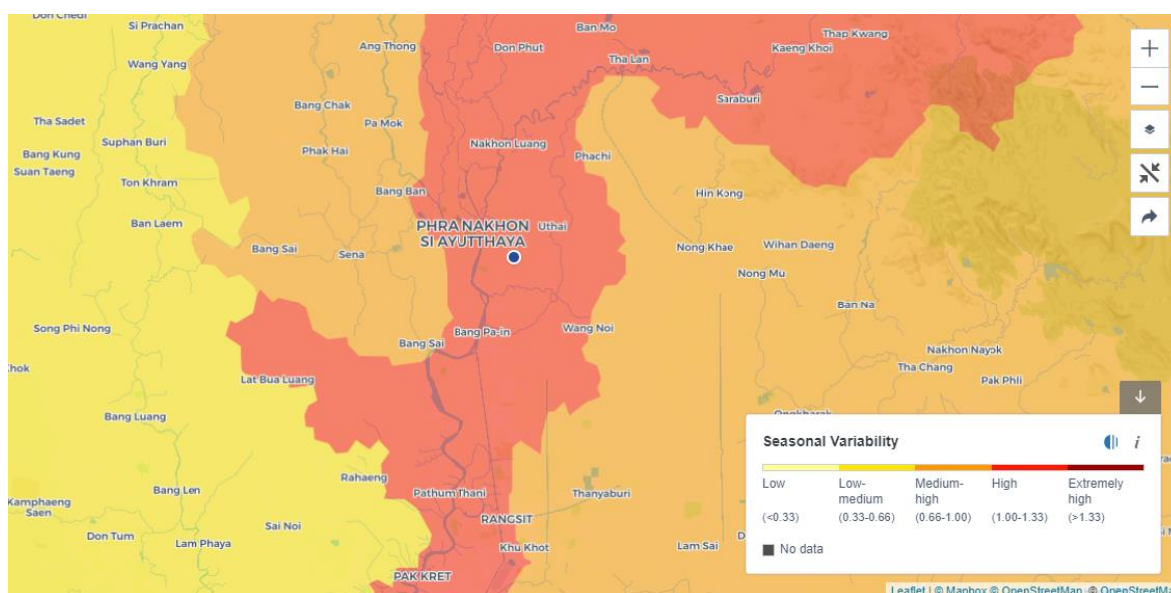 Don Chedi
Si Prachan
Ban Mo
Thap Kwang
Ang Thong
Don Phut
Kaeng Khoi
Wang Yang
Tha Lan
Bang Chak
Saraburi
Tha Sadet
Pa Mok
Suphan Buri
Nakhon Luang
Bang Kung
Phak Hai
Phachi
Suan Taeng
Ton Khram
Bang Ban
Hin Kong
Ban Laem
PHRA NAKHON
SI AYUTTHAYA
Uthai
Bang Sai
Sena
Nong Khae
Wihan Daeng
Nong Mu
Ban Na
Song Phi Nong
Bang Pa-in
Wang Noi
Bang Sai
Nakhon Nayok
Tha Chang
Lat Bua Luang
Pak Phli
Bang Luang
Ongkharak
Seasonal Variability
i
Low
Low-
medium
Medium-
high
High
Extremely
high
(<0.33)
(0.33-0.66)
(0.66-1.00)
(1.00-1.33)
(>1.33)
No data
Rahaeng
Bang Len
Pathum Thani
Thanyaburi
Kamphaeng
Saen
RANGSIT
Sai Noi
Don Tum
Lam Phaya
Khu Khot
Lam Sai
PAK KRET
Leaflet | © Mapbox © OpenStreetMap © OpenStreetM